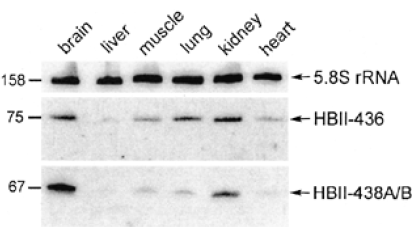 brain liver muscle lung kidney heart
158 5.8S rRNA
75 HBII-436
67 HBII-438A/B